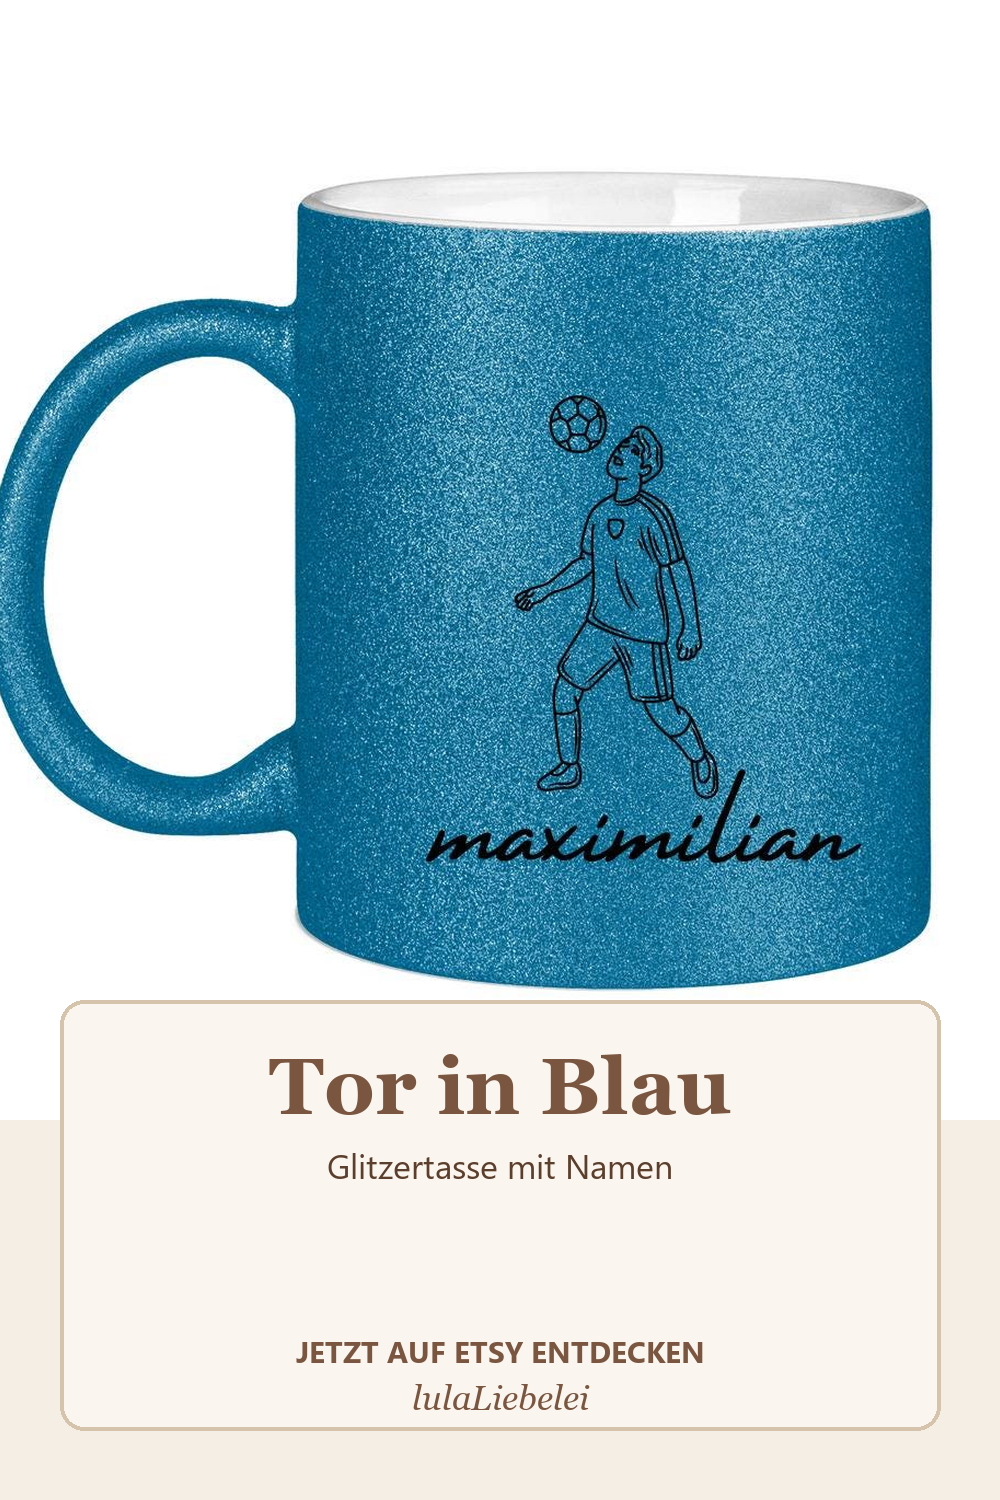 maximilian
Tor in Blau
Glitzertasse mit Namen
JETZT AUF ETSY ENTDECKEN
lulaLiebelei